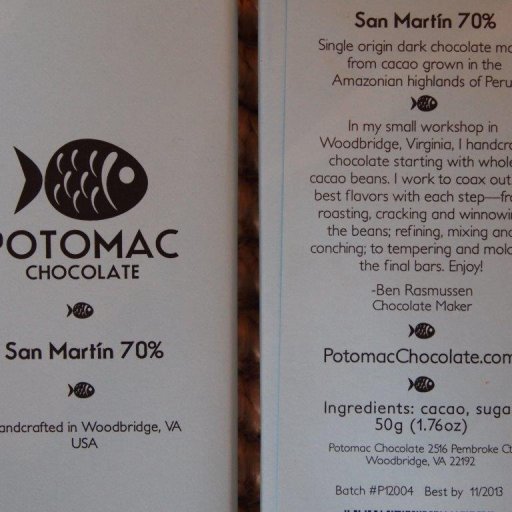 POTOMAC
CHOCOLATE
San Martín 70%
andcrafted in Woodbridge, VA
USA
San Martín 70%
Single origin dark chocolate ma
from cacao grown in the
Amazonian highlands of Peru
In my small workshop in
Woodbridge, Virginia, I handcra
chocolate starting with whole
cacao beans. I work to coax out
best flavors with each step—fr
roasting, cracking and winnowin
the beans; refining, mixing and
conching; to tempering and mold
the final bars. Enjoy!
-Ben Rasmussen
Chocolate Maker
PotomacChocolate.com
Ingredients: cacao, suga
50g (1.76oz)
Potomac Chocolate 2516 Pembroke Ct
Woodbridge, VA 22192
Batch #P12004 Best by 11/2013